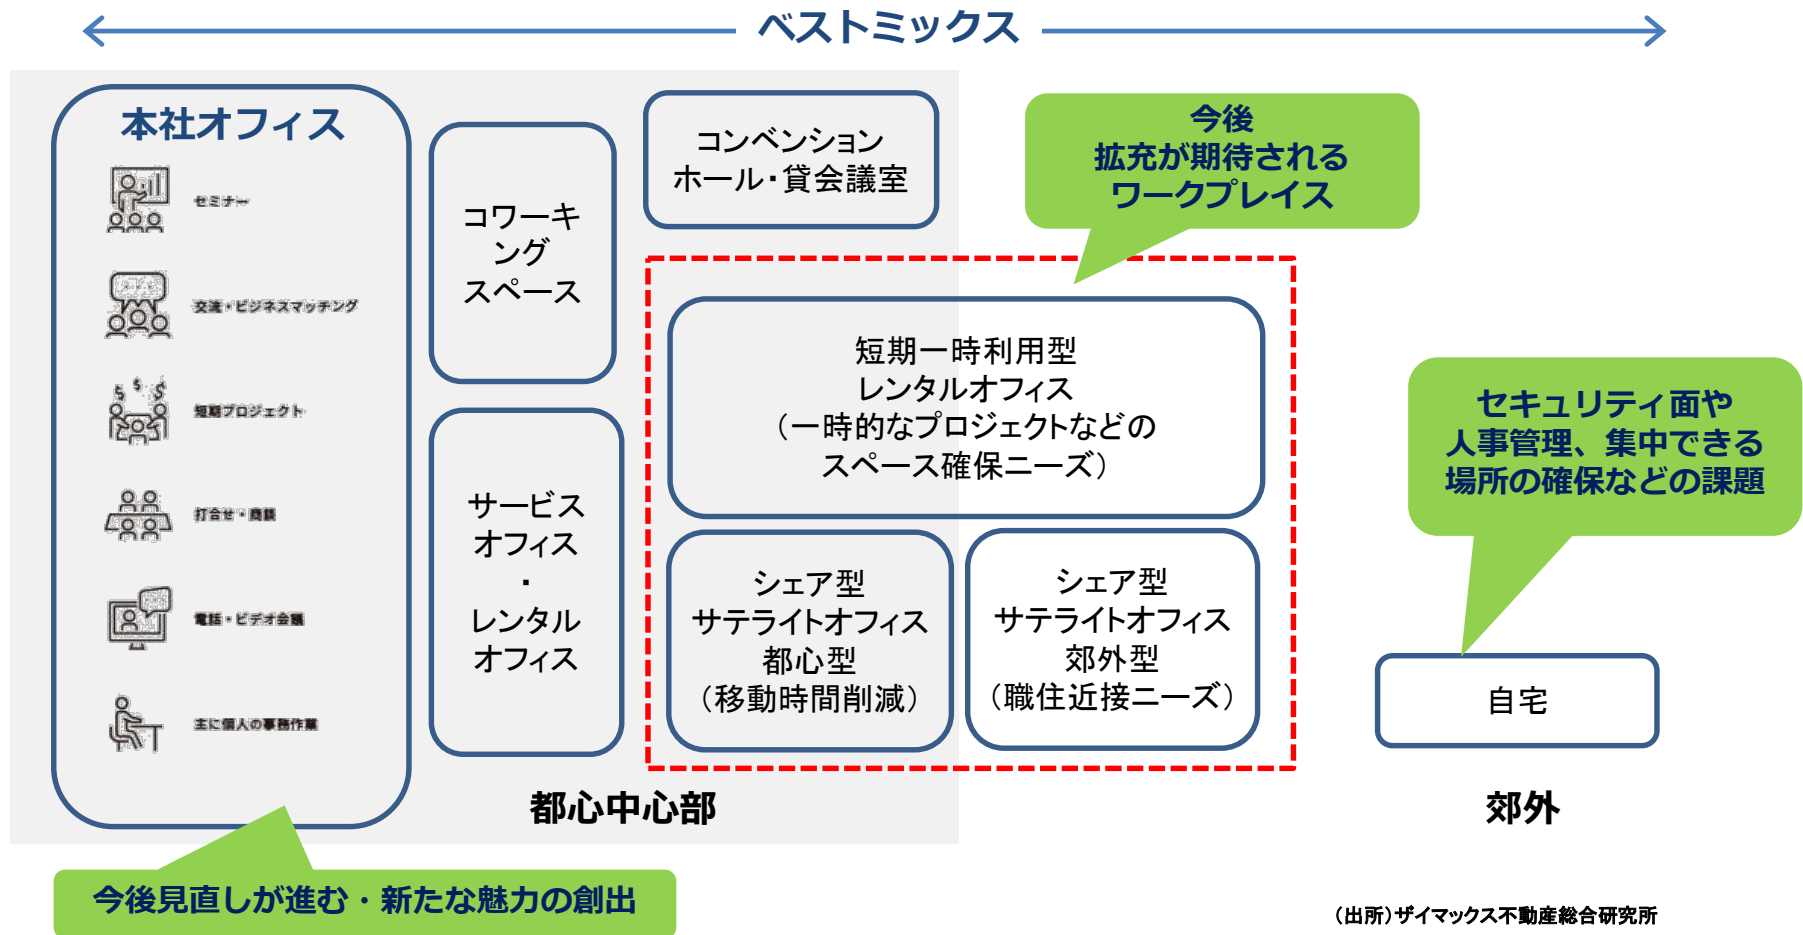 ベストミックス
本社オフィス
セミナー
交流・ビジネスマッチング
短期プロジェクト
打合せ・商談
電話・ビデオ会議
主に個人の事務作業
コワーキ
ング
スペース
サービス
オフィス
・
レンタル
オフィス
コンベンション
ホール・貸会議室
今後
拡充が期待される
ワークプレイス
短期一時利用型
レンタルオフィス
（一時的なプロジェクトなどの
スペース確保ニーズ）
シェア型
サテライトオフィス
都心型
（移動時間削減）
シェア型
サテライトオフィス
郊外型
（職住近接ニーズ）
セキュリティ面や
人事管理、集中できる
場所の確保などの課題
自宅
都心中心部
郊外
今後見直しが進む・新たな魅力の創出
（出所）ザイマックス不動産総合研究所